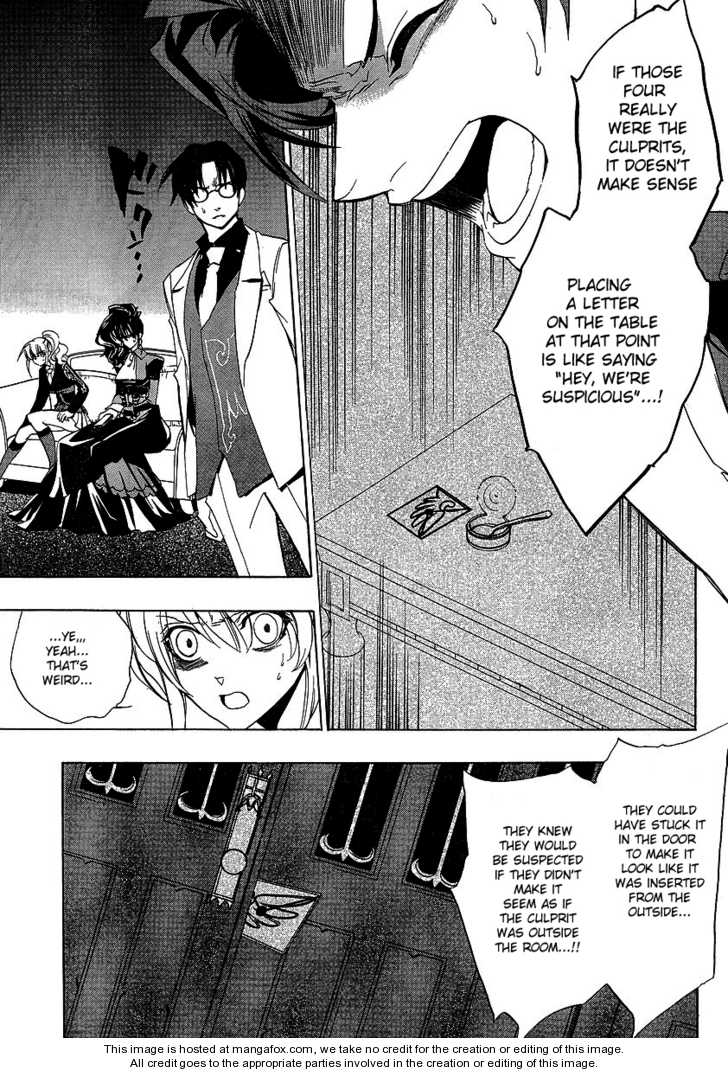 IF THOSE
FOUR
REALLY
WERE THE
CULPRITS,
IT DOESN'T
MAKE SENSE
PLACING
A LETTER
ON THE TABLE
AT THAT POINT
IS LIKE SAYING
"HEY, WE'RE
SUSPICIOUS"...!
ドクン…
...YE,,,
YEAH...
THAT'S
WEIRD...
THEY COULD
HAVE STUCK IT
IN THE DOOR
TO MAKE IT
LOOK LIKE IT
WAS INSERTED
FROM THE
OUTSIDE...
THEY KNEW
THEY WOULD
BE SUSPECTED
IF THEY DIDN'T
MAKE IT
SEEM AS IF
THE CULPRIT
WAS OUTSIDE
THE ROOM...!!
This image is hosted at mangafox.com, we take no credit for the creation or editing of this image.
All credit goes to the appropriate parties involved in the creation or editing of this image.